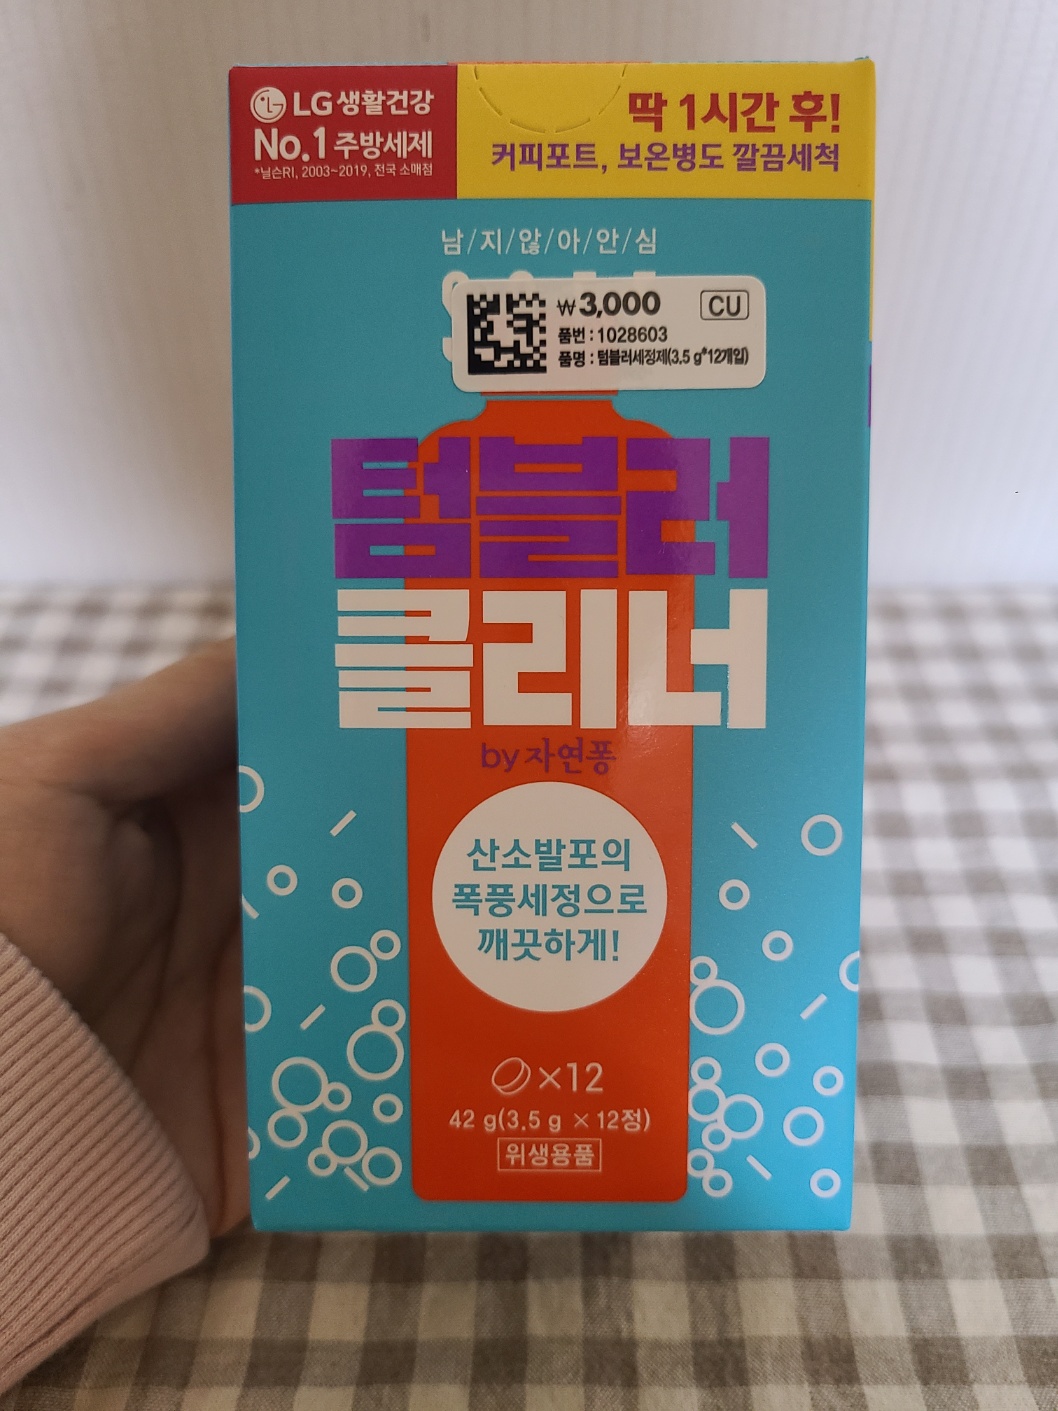 LG 생활건강
No.1 주방세제
*닐슨RI, 2003~2019, 전국 소매점
딱 1시간 후!
커피포트, 보온병도 깔끔세척
남/지/않/아/안/심
₩3,000 CU
품번 : 1028603
품명 : 텀블러세정제(3.5 g*12개입)
텀블러
클리너
by 자연퐁
산소발포의
폭풍세정으로
깨끗하게!
×12
42 g(3.5 g × 12정)
위생용품